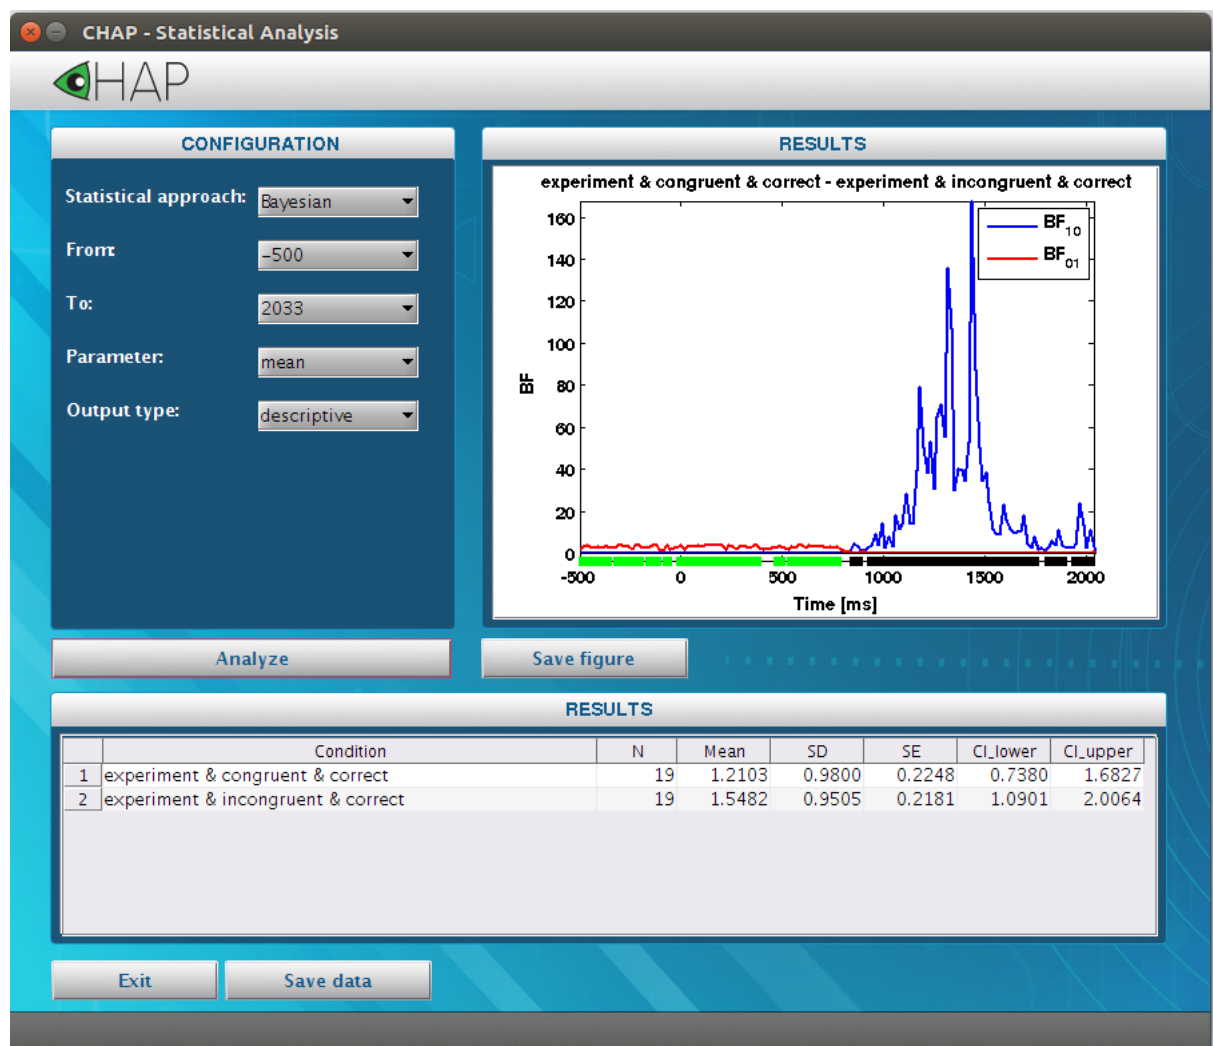 CHAP - Statistical Analysis
CHAP
CONFIGURATION
Statistical approach: Bayesian
From: -500
To: 2033
Parameter: mean
Output type: descriptive
Analyze
RESULTS
experiment & congruent & correct - experiment & incongruent & correct
BF10
BF01
160
140
120
100
80
60
40
20
0
BF
-500 0 500 1000 1500 2000
Time [ms]
Save figure
RESULTS
Condition N Mean SD SE CI_lower CI_upper
1 experiment & congruent & correct 19 1.2103 0.9800 0.2248 0.7380 1.6827
2 experiment & incongruent & correct 19 1.5482 0.9505 0.2181 1.0901 2.0064
Exit
Save data